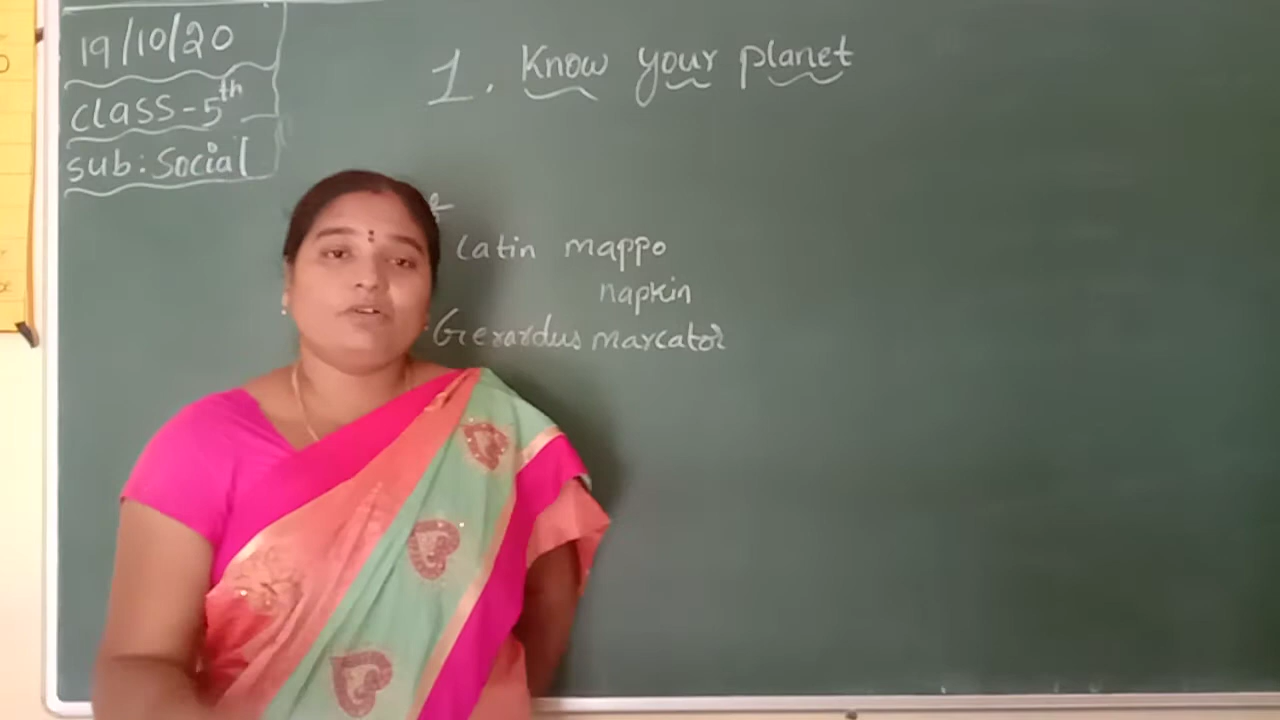 19/10/20
class-5th
sub: Social
1. Know your planet
Latin mappo
napkin
Gerardus marcator